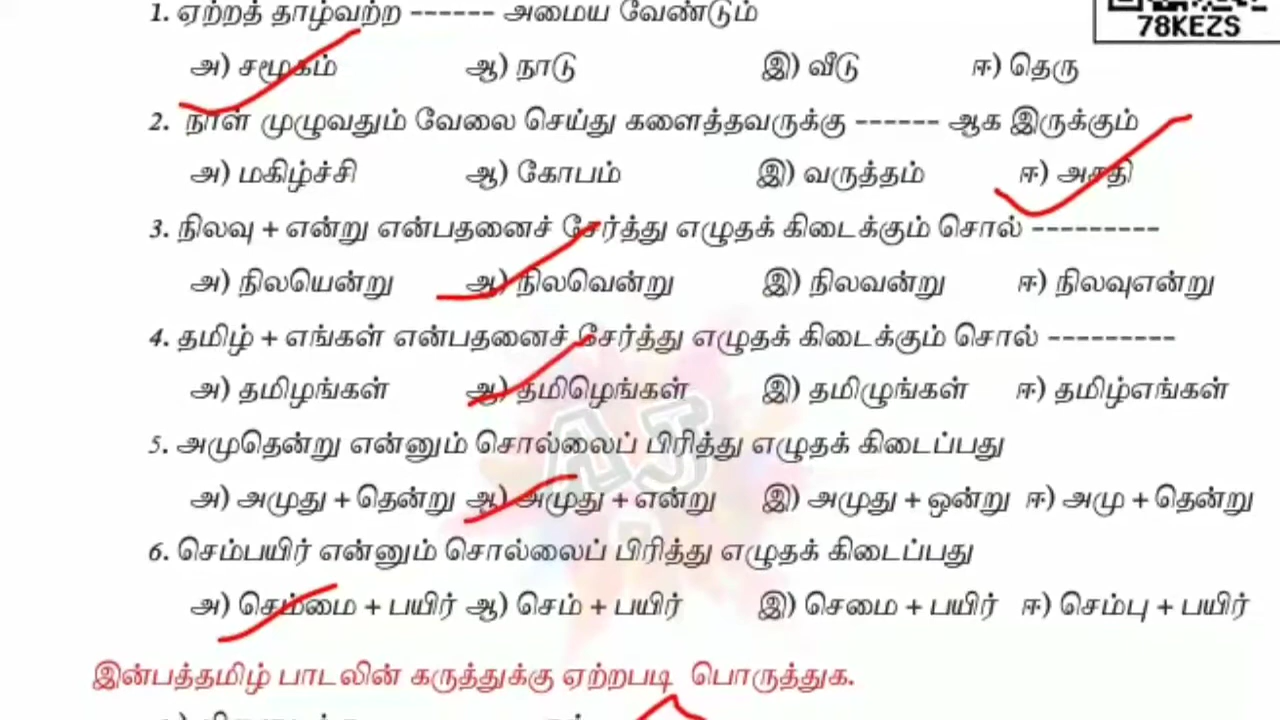 1. ஏற்றத் தாழ்வற்ற ------ அமைய வேண்டும்
78KEZS
அ) சமூகம் ஆ) நாடு இ) வீடு ஈ) தெரு
2. நாள் முழுவதும் வேலை செய்து களைத்தவருக்கு ------ ஆக இருக்கும்
அ) மகிழ்ச்சி ஆ) கோபம் இ) வருத்தம் ஈ) அசதி
3. நிலவு + என்று என்பதனைச் சேர்த்து எழுதக் கிடைக்கும் சொல் ---------
அ) நிலயென்று ஆ) நிலவென்று இ) நிலவன்று ஈ) நிலவுஎன்று
4. தமிழ் + எங்கள் என்பதனைச் சேர்த்து எழுதக் கிடைக்கும் சொல் ---------
அ) தமிழங்கள் ஆ) தமிழெங்கள் இ) தமிழுங்கள் ஈ) தமிழ்எங்கள்
5. அமுதென்று என்னும் சொல்லைப் பிரித்து எழுதக் கிடைப்பது
அ) அமுது + தென்று ஆ) அமுது + என்று இ) அமுது + ஒன்று ஈ) அமு + தென்று
AJ
6. செம்பயிர் என்னும் சொல்லைப் பிரித்து எழுதக் கிடைப்பது
அ) செம்மை + பயிர் ஆ) செம் + பயிர் இ) செமை + பயிர் ஈ) செம்பு + பயிர்
இன்பத்தமிழ் பாடலின் கருத்துக்கு ஏற்றபடி பொருத்துக.